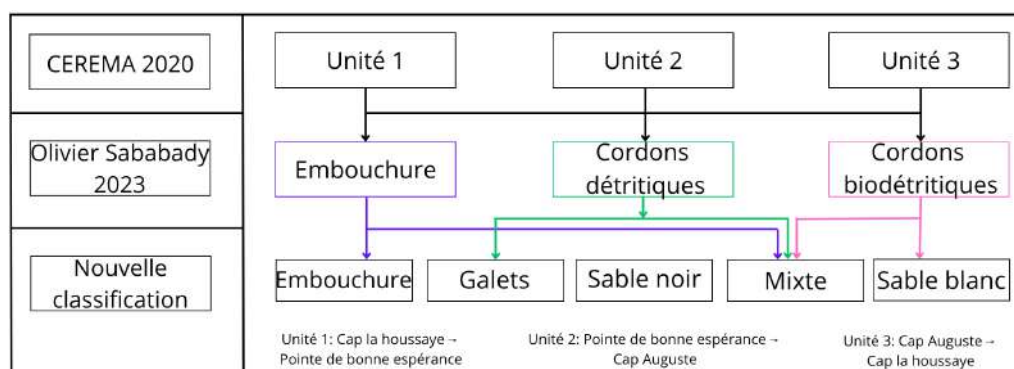 CEREMA 2020
Unité 1
Unité 2
Unité 3
Olivier Sababady
2023
Embouchure
Cordons
détritiques
Cordons
biodétritiques
Nouvelle
classification
Embouchure
Galets
Sable noir
Mixte
Sable blanc
Unité 1: Cap la houssaye →
Pointe de bonne espérance
Unité 2: Pointe de bonne espérance →
Cap Auguste
Unité 3: Cap Auguste →
Cap la houssaye